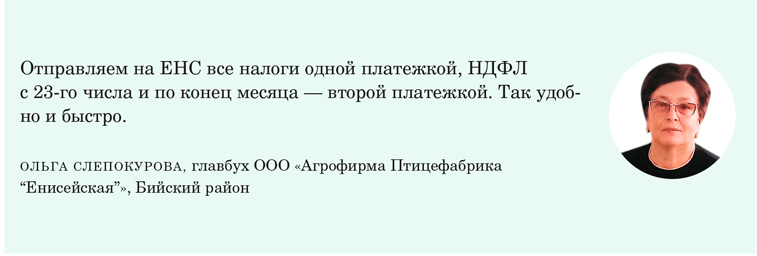 Отправляем на ЕНС все налоги одной платежкой, НДФЛ
с 23-го числа и по конец месяца — второй платежкой. Так удоб-
но и быстро.
ОЛЬГА СЛЕПОКУРОВА, главбух ООО «Агрофирма Птицефабрика
“Енисейская”», Бийский район